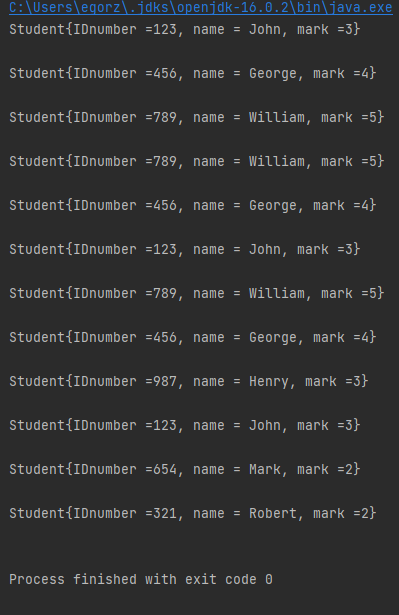 C:\Users\egorz\.jdks\openjdk-16.0.2\bin\java.exe
Student{IDnumber =123, name = John, mark =3}
Student{IDnumber =456, name = George, mark =4}
Student{IDnumber =789, name = William, mark =5}
Student{IDnumber =789, name = William, mark =5}
Student{IDnumber =456, name = George, mark =4}
Student{IDnumber =123, name = John, mark =3}
Student{IDnumber =789, name = William, mark =5}
Student{IDnumber =456, name = George, mark =4}
Student{IDnumber =987, name = Henry, mark =3}
Student{IDnumber =123, name = John, mark =3}
Student{IDnumber =654, name = Mark, mark =2}
Student{IDnumber =321, name = Robert, mark =2}
Process finished with exit code 0